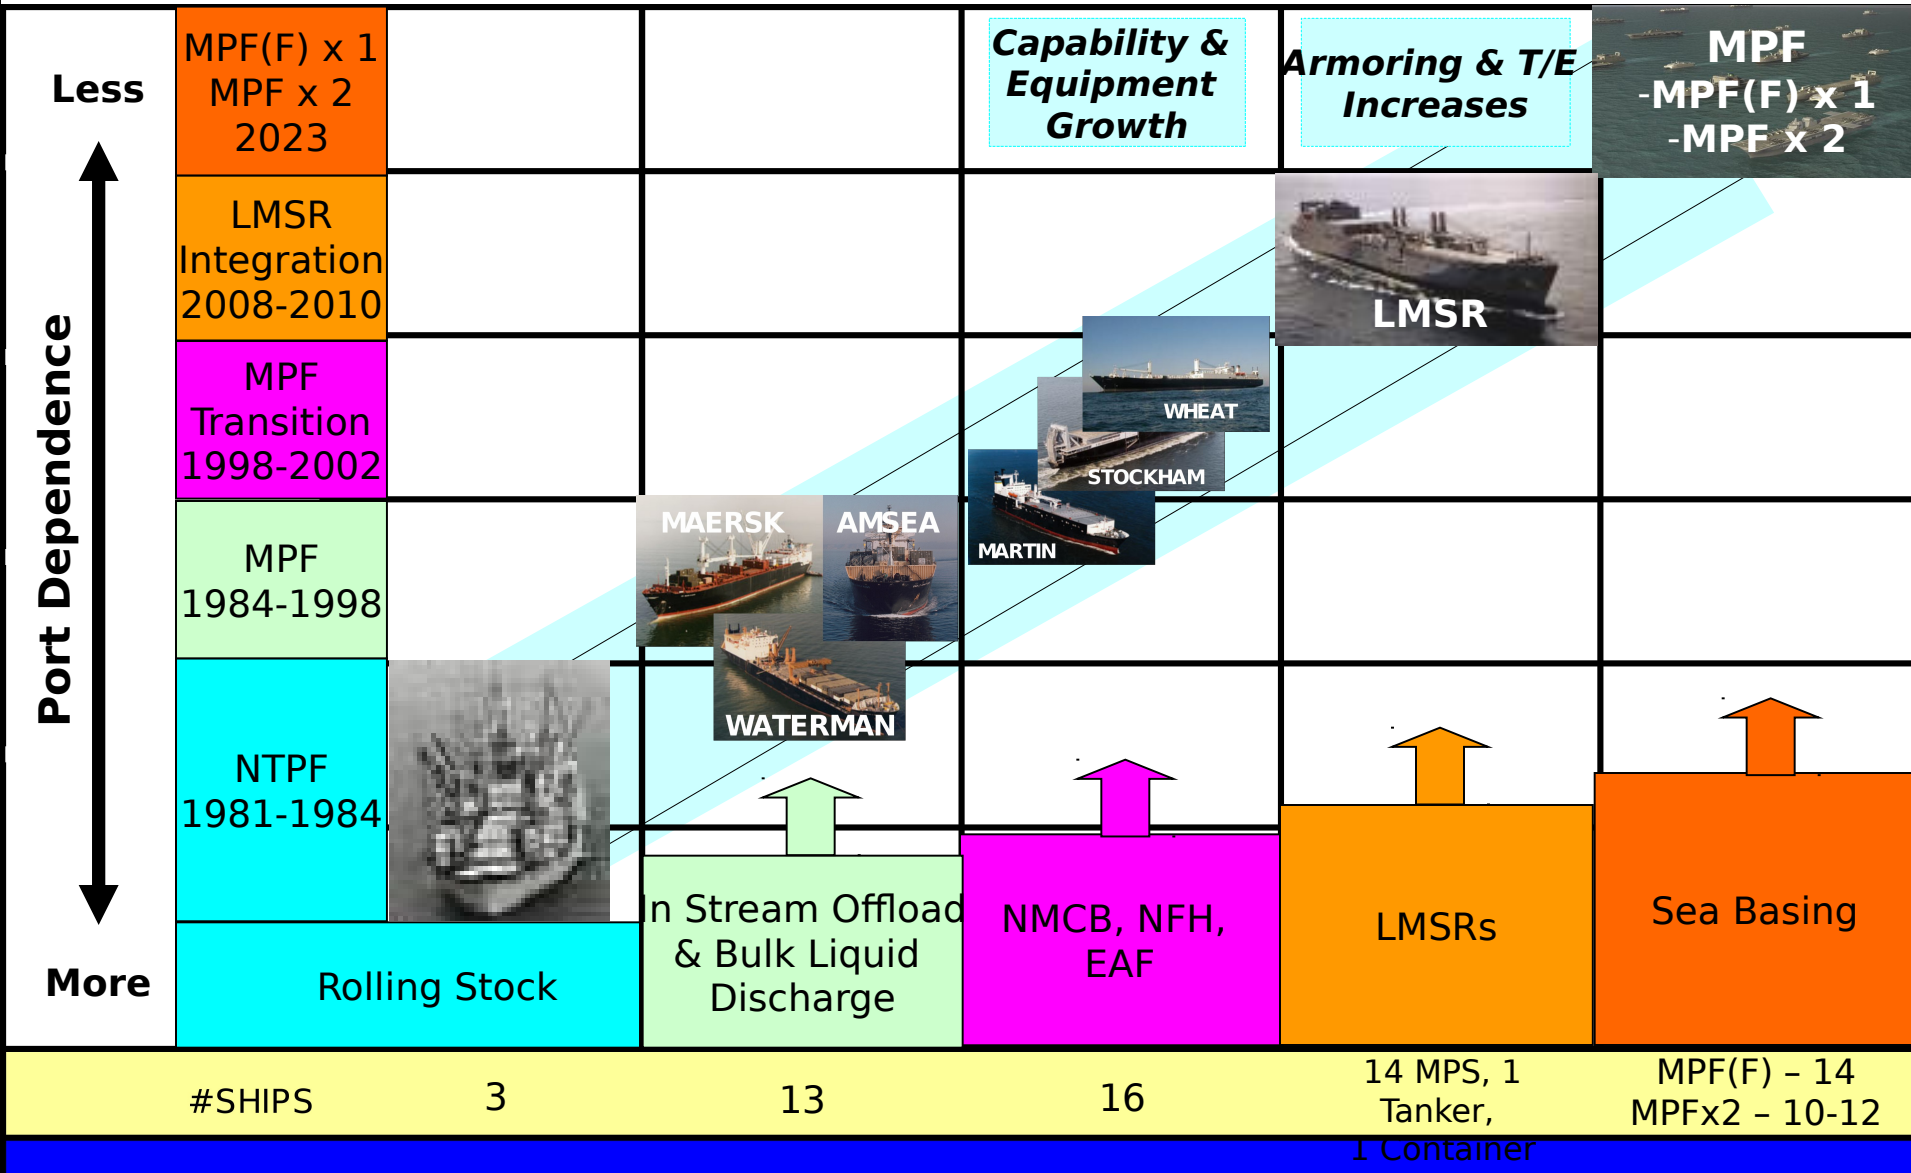 Less
Port Dependence
More
MPF(F) x 1
MPF x 2
2023
LMSR
Integration
2008-2010
MPF
Transition
1998-2002
MPF
1984-1998
NTPF
1981-1984
Capability &
Equipment
Growth
Armoring & T/E
Increases
MPF
-MPF(F) x 1
-MPF x 2
LMSR
WHEAT
STOCKHAM
MARTIN
MAERSK
AMSEA
WATERMAN
Rolling Stock
In Stream Offload
& Bulk Liquid
Discharge
NMCB, NFH,
EAF
LMSRs
Sea Basing
#SHIPS
3
13
16
14 MPS, 1
Tanker,
1 Container
MPF(F) – 14
MPFx2 – 10-12